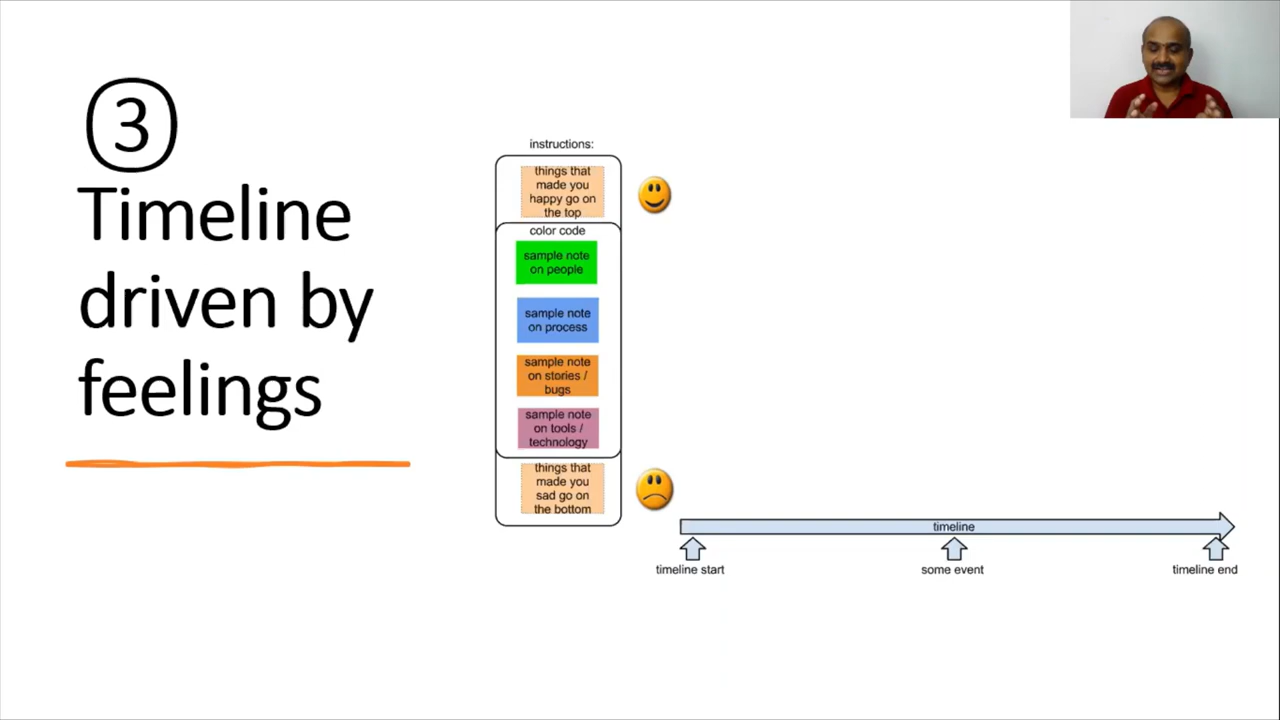 3
Timeline
driven by
feelings
instructions:
things that
made you
happy go on
the top
color code
sample note
on people
sample note
on process
sample note
on stories /
bugs
sample note
on tools /
technology
things that
made you
sad go on
the bottom
timeline
timeline start
some event
timeline end